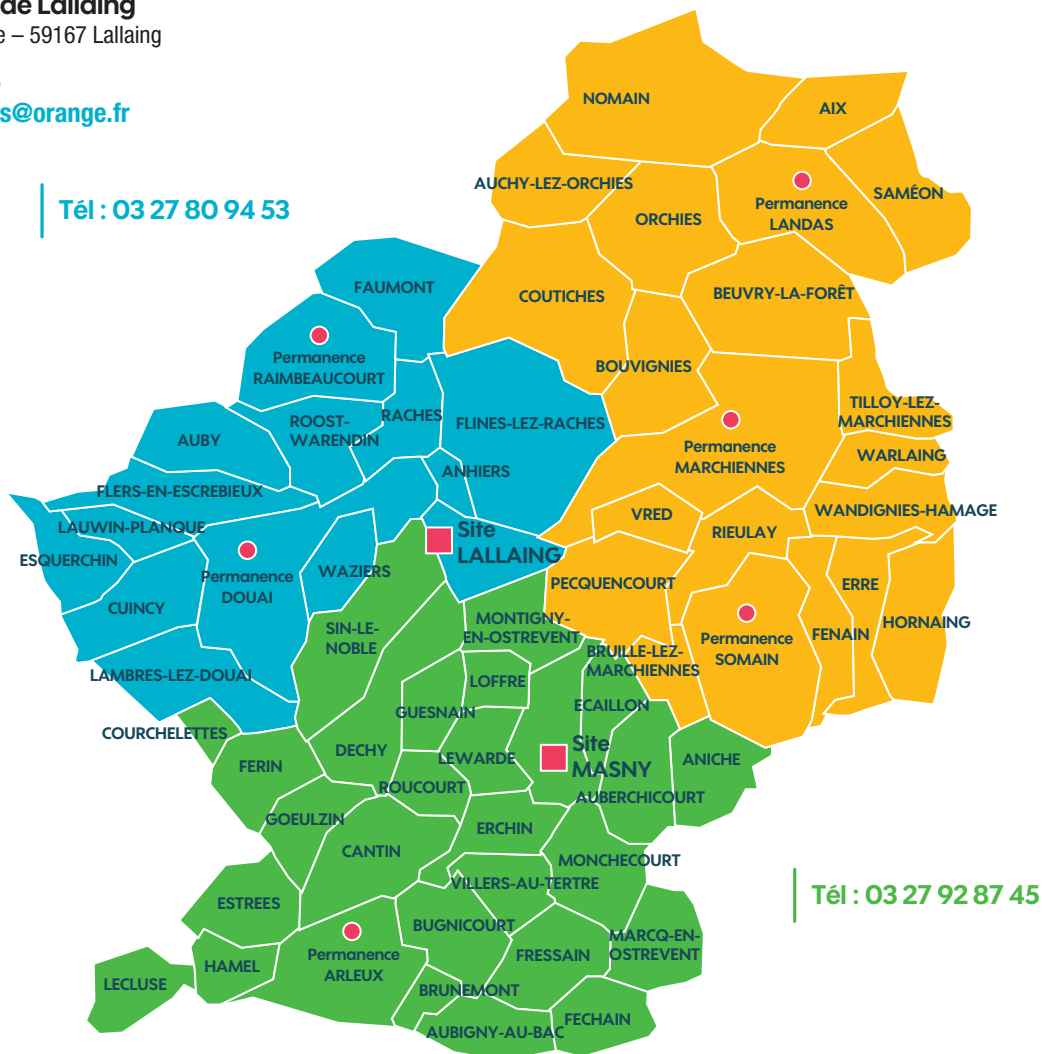 de Lallaing
e – 59167 Lallaing
s@orange.fr
Tél : 03 27 80 94 53
NOMAIN
AIX
AUCHY-LEZ-ORCHIES
ORCHIES
Permanence
LANDAS
SAMÉON
FAUMONT
COUTICHES
BEUVRY-LA-FORÊT
Permanence
RAIMBEAUCOURT
BOUVIGNIES
ROOST-
WARENDIN
RACHES
FLINES-LEZ-RACHES
TILLOY-LEZ-
MARCHIENNES
AUBY
Permanence
MARCHIENNES
WARLAING
ANHIERS
FLERS-EN-ESCREBIEUX
LAUWIN-PLANQUE
VRED
WANDIGNIES-HAMAGE
RIEULAY
Site
LALLAING
ESQUERCHIN
Permanence
DOUAI
WAZIERS
PECQUENCOURT
ERRE
CUINCY
SIN-LE-
NOBLE
MONTIGNY-
EN-OSTREVENT
Permanence
SOMAIN
FENAIN
HORNAING
BRUILLE-LEZ-
MARCHIENNES
LAMBRES-LEZ-DOUAI
LOFFRE
ECAILLON
GUESNAIN
COURCHELETTES
DECHY
LEWARDE
Site
MASNY
ANICHE
FERIN
ROUCOURT
AUBERCHICOURT
GOEULZIN
ERCHIN
CANTIN
MONCHECOURT
VILLERS-AU-TERTRE
Tél : 03 27 92 87 45
ESTREES
BUGNICOURT
MARCQ-EN-
OSTREVENT
FRESSAIN
HAMEL
Permanence
ARLEUX
LECLUSE
BRUNEMONT
FECHAIN
AUBIGNY-AU-BAC